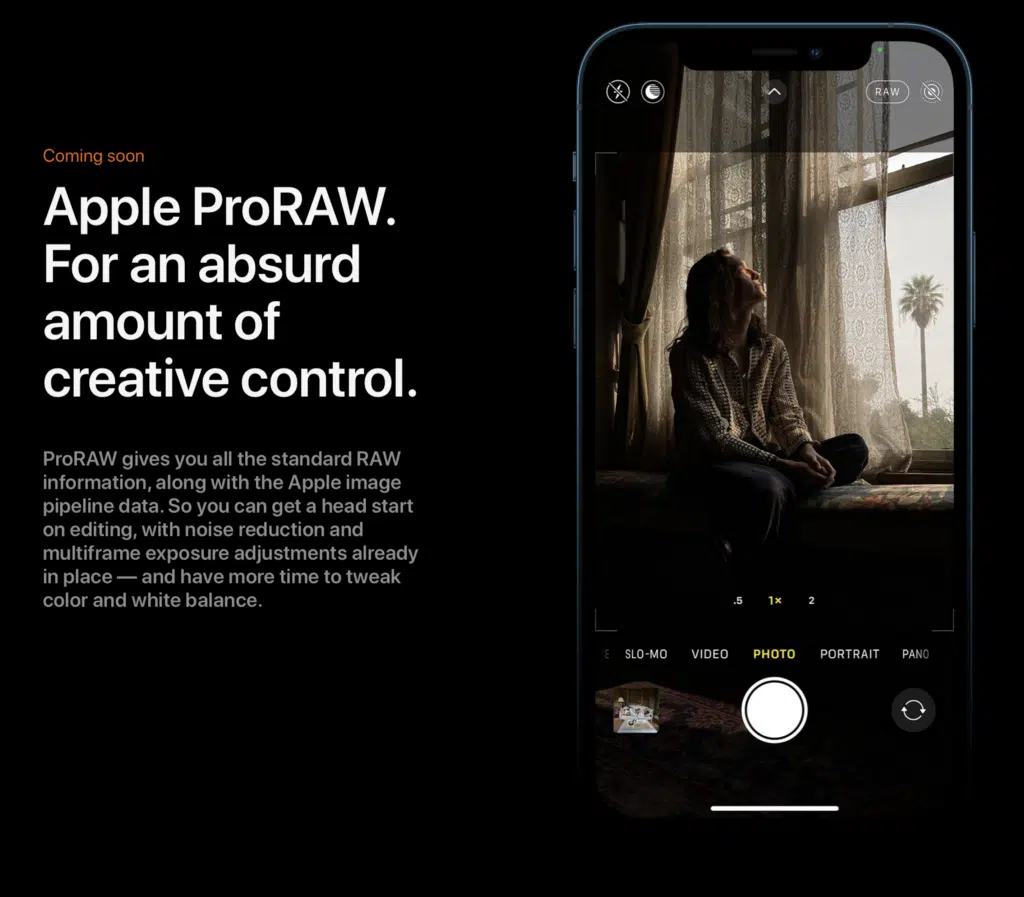 Coming soon
Apple ProRAW.
For an absurd
amount of
creative control.
ProRAW gives you all the standard RAW
information, along with the Apple image
pipeline data. So you can get a head start
on editing, with noise reduction and
multiframe exposure adjustments already
in place — and have more time to tweak
color and white balance.
RAW
.5 1× 2
SLO-MO VIDEO PHOTO PORTRAIT PANO